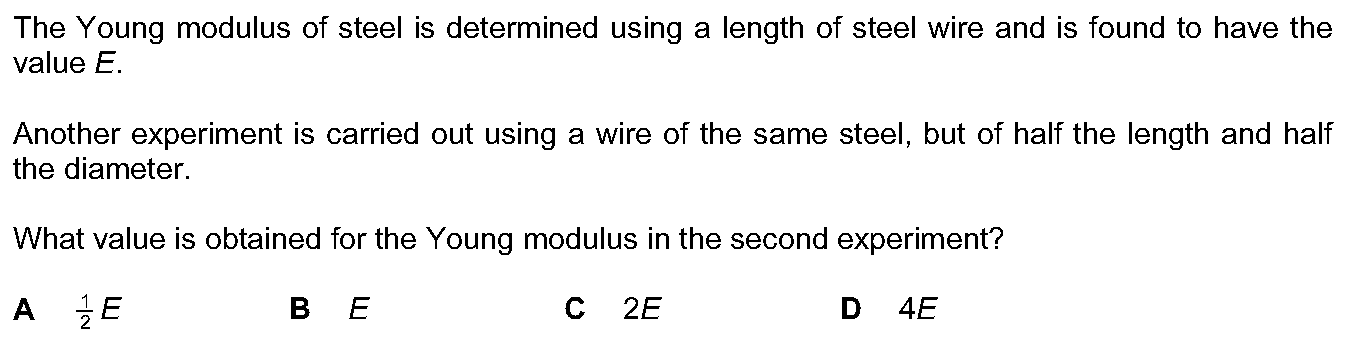 The Young modulus of steel is determined using a length of steel wire and is found to have the
value E.
Another experiment is carried out using a wire of the same steel, but of half the length and half
the diameter.
What value is obtained for the Young modulus in the second experiment?
A ½E B E C 2E D 4E